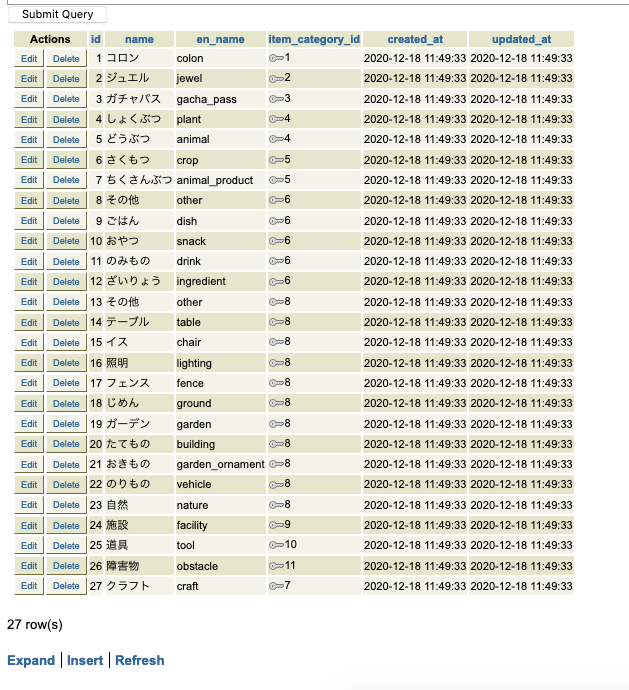 Submit Query
Actions id name en_name item_category_id created_at updated_at
Edit Delete 1 コロン colon 1 2020-12-18 11:49:33 2020-12-18 11:49:33
Edit Delete 2 ジュエル jewel 2 2020-12-18 11:49:33 2020-12-18 11:49:33
Edit Delete 3 ガチャパス gacha_pass 3 2020-12-18 11:49:33 2020-12-18 11:49:33
Edit Delete 4 しょくぶつ plant 4 2020-12-18 11:49:33 2020-12-18 11:49:33
Edit Delete 5 どうぶつ animal 4 2020-12-18 11:49:33 2020-12-18 11:49:33
Edit Delete 6 さくもつ crop 5 2020-12-18 11:49:33 2020-12-18 11:49:33
Edit Delete 7 ちくさんぶつ animal_product 5 2020-12-18 11:49:33 2020-12-18 11:49:33
Edit Delete 8 その他 other 6 2020-12-18 11:49:33 2020-12-18 11:49:33
Edit Delete 9 ごはん dish 6 2020-12-18 11:49:33 2020-12-18 11:49:33
Edit Delete 10 おやつ snack 6 2020-12-18 11:49:33 2020-12-18 11:49:33
Edit Delete 11 のみもの drink 6 2020-12-18 11:49:33 2020-12-18 11:49:33
Edit Delete 12 ざいりょう ingredient 6 2020-12-18 11:49:33 2020-12-18 11:49:33
Edit Delete 13 その他 other 8 2020-12-18 11:49:33 2020-12-18 11:49:33
Edit Delete 14 テーブル table 8 2020-12-18 11:49:33 2020-12-18 11:49:33
Edit Delete 15 イス chair 8 2020-12-18 11:49:33 2020-12-18 11:49:33
Edit Delete 16 照明 lighting 8 2020-12-18 11:49:33 2020-12-18 11:49:33
Edit Delete 17 フェンス fence 8 2020-12-18 11:49:33 2020-12-18 11:49:33
Edit Delete 18 じめん ground 8 2020-12-18 11:49:33 2020-12-18 11:49:33
Edit Delete 19 ガーデン garden 8 2020-12-18 11:49:33 2020-12-18 11:49:33
Edit Delete 20 たてもの building 8 2020-12-18 11:49:33 2020-12-18 11:49:33
Edit Delete 21 おきもの garden_ornament 8 2020-12-18 11:49:33 2020-12-18 11:49:33
Edit Delete 22 のりもの vehicle 8 2020-12-18 11:49:33 2020-12-18 11:49:33
Edit Delete 23 自然 nature 8 2020-12-18 11:49:33 2020-12-18 11:49:33
Edit Delete 24 施設 facility 9 2020-12-18 11:49:33 2020-12-18 11:49:33
Edit Delete 25 道具 tool 10 2020-12-18 11:49:33 2020-12-18 11:49:33
Edit Delete 26 障害物 obstacle 11 2020-12-18 11:49:33 2020-12-18 11:49:33
Edit Delete 27 クラフト craft 7 2020-12-18 11:49:33 2020-12-18 11:49:33
27 row(s)
Expand Insert Refresh